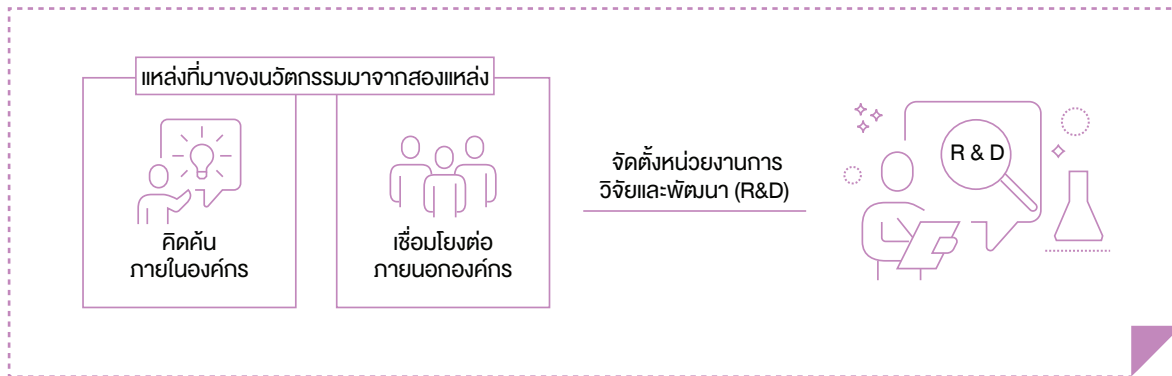 แหล่งที่มาของนวัตกรรมมาจากสองแหล่ง
คิดค้น
ภายในองค์กร
เชื่อมโยงต่อ
ภายนอกองค์กร
จัดตั้งหน่วยงานการ
วิจัยและพัฒนา (R&D)
R & D